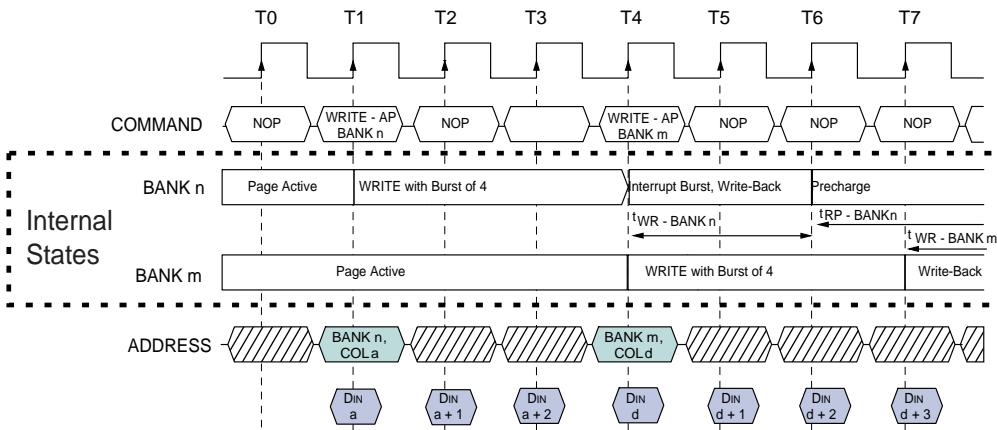 T0 T1 T2 T3 T4 T5 T6 T7
COMMAND NOP WRITE - AP BANK n NOP WRITE - AP BANK m NOP NOP NOP
Internal States
BANK n Page Active WRITE with Burst of 4 Interrupt Burst, Write-Back Precharge
tWR - BANK n tRP - BANK n
tWR - BANK m
BANK m Page Active WRITE with Burst of 4 Write-Back
ADDRESS BANK n, COL a BANK m, COL d
DIN a DIN a + 1 DIN a + 2 DIN d DIN d + 1 DIN d + 2 DIN d + 3